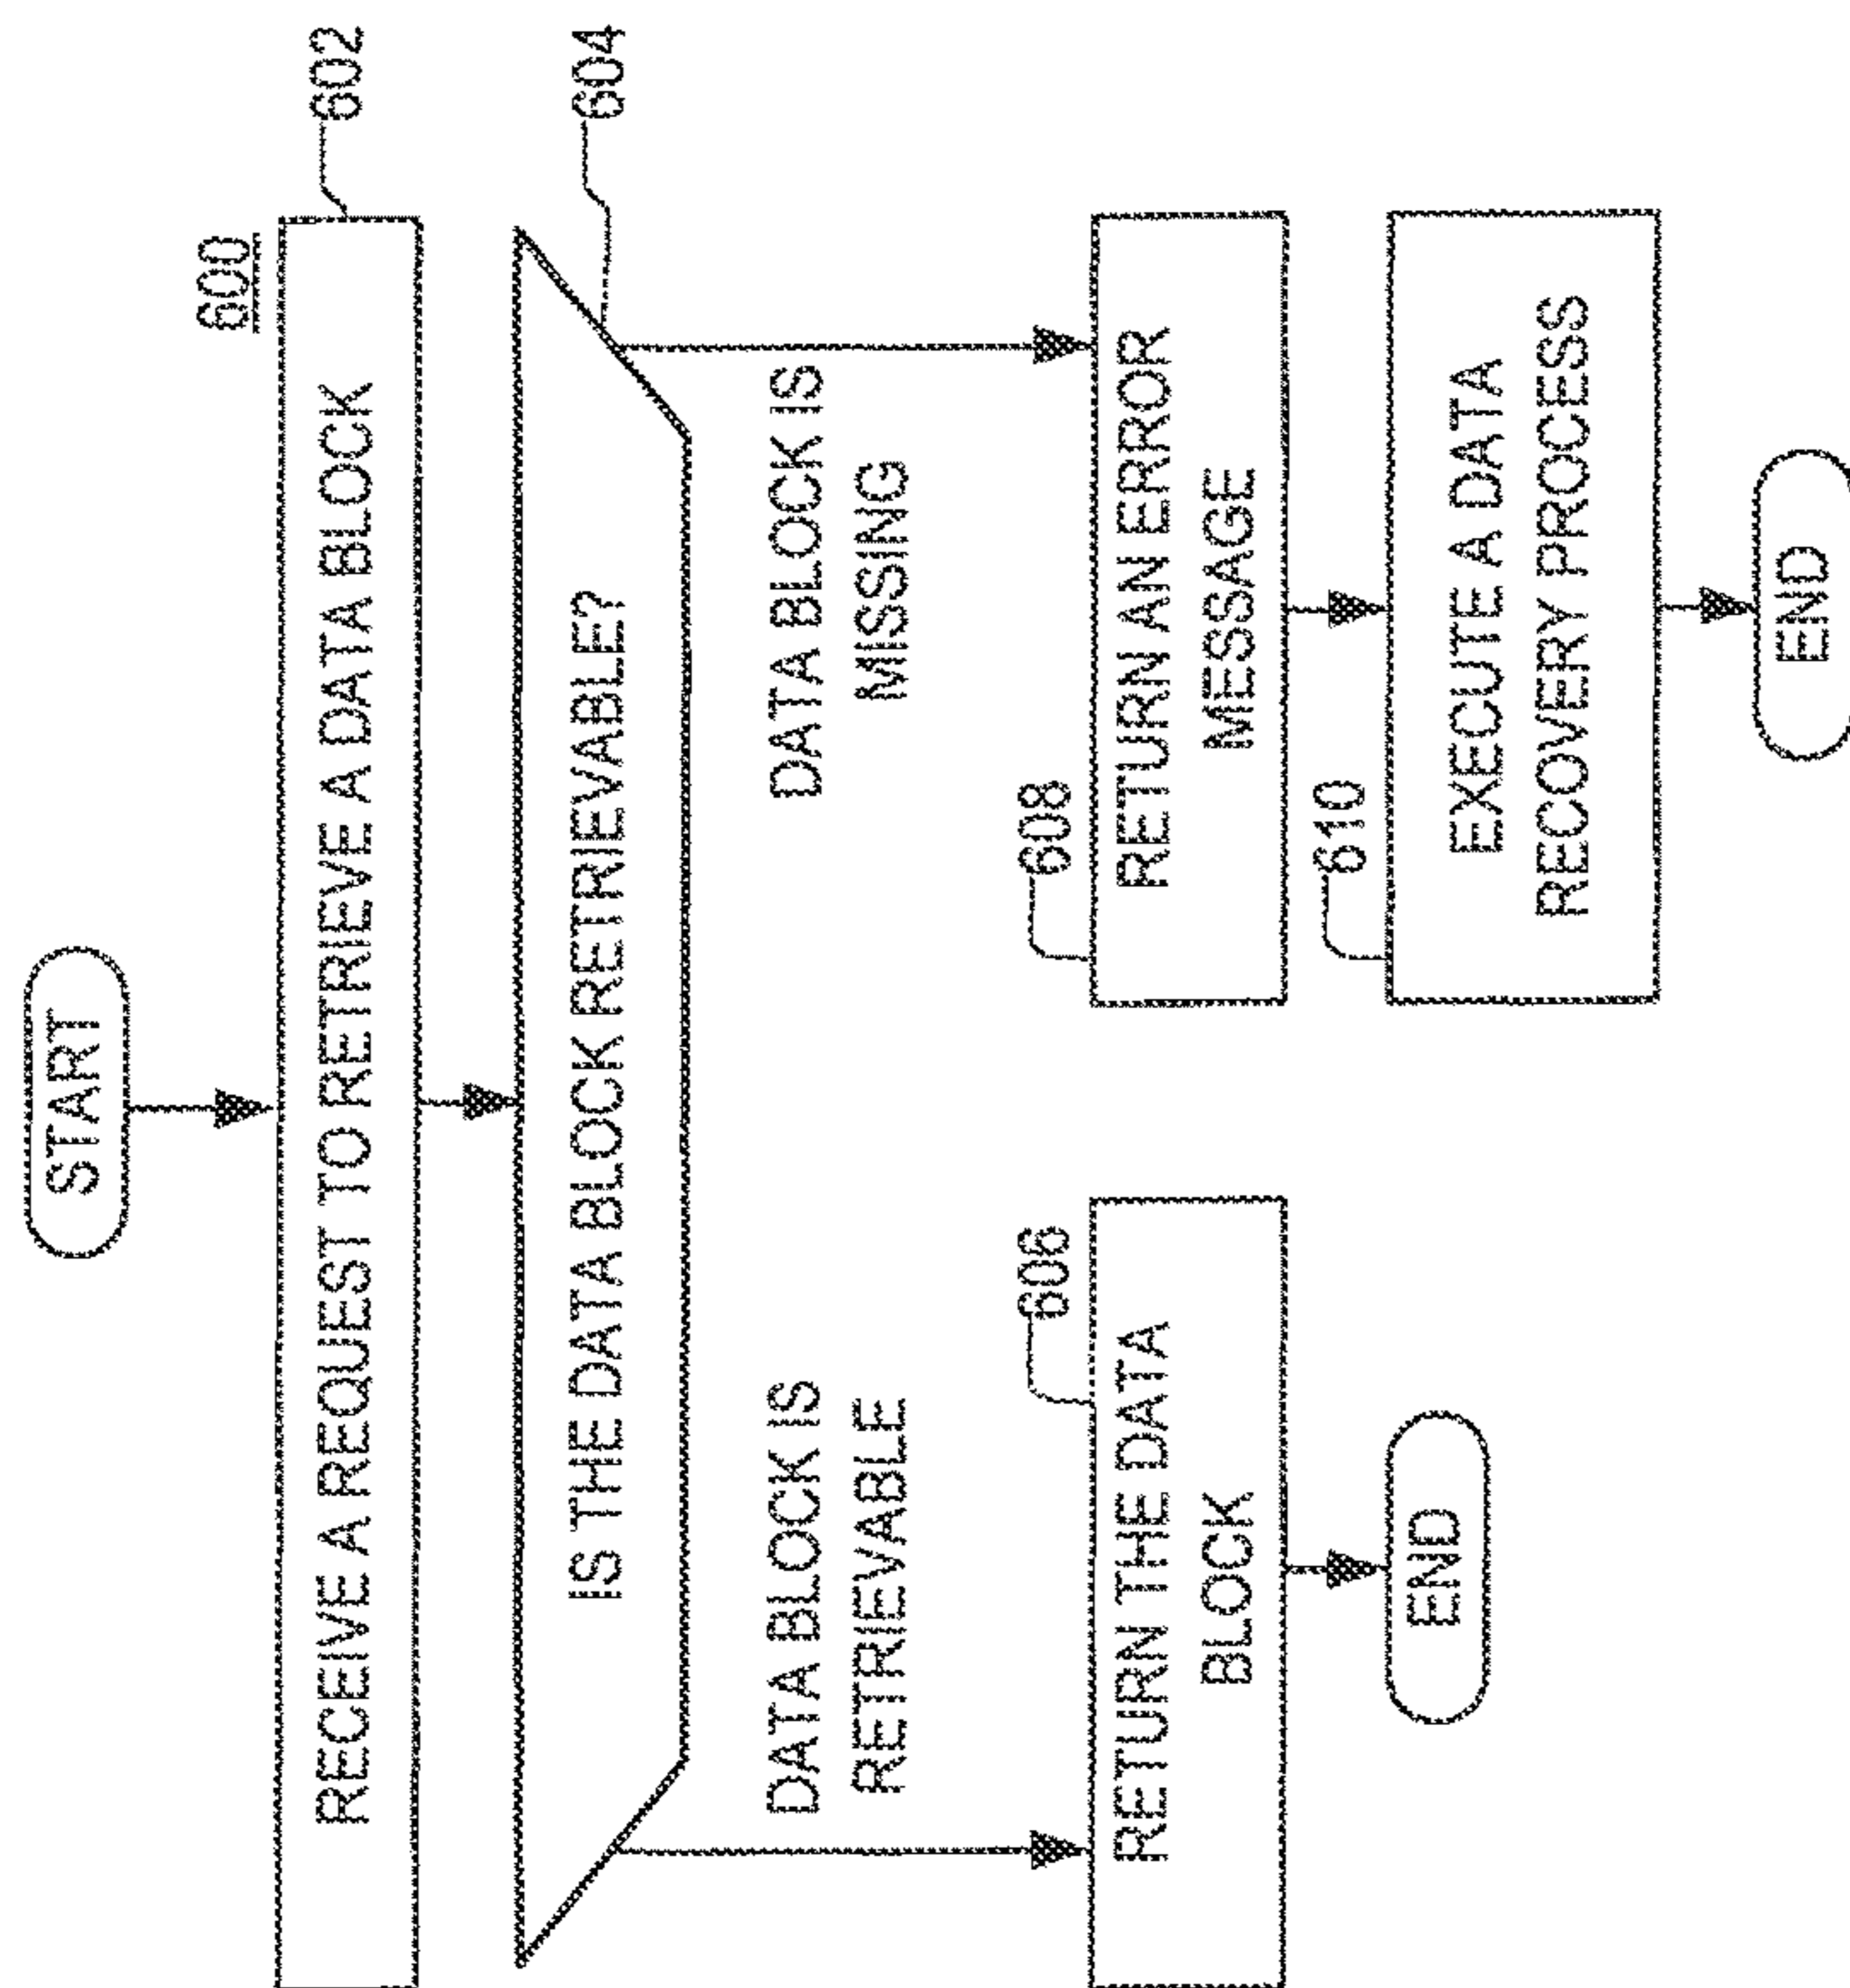 600
START
RECEIVE A REQUEST TO RETRIEVE A DATA BLOCK
602
IS THE DATA BLOCK RETRIEVABLE?
604
DATA BLOCK IS
RETRIEVABLE
DATA BLOCK IS
MISSING
606
RETURN THE DATA
BLOCK
END
608
RETURN AN ERROR
MESSAGE
610
EXECUTE A DATA
RECOVERY PROCESS
END